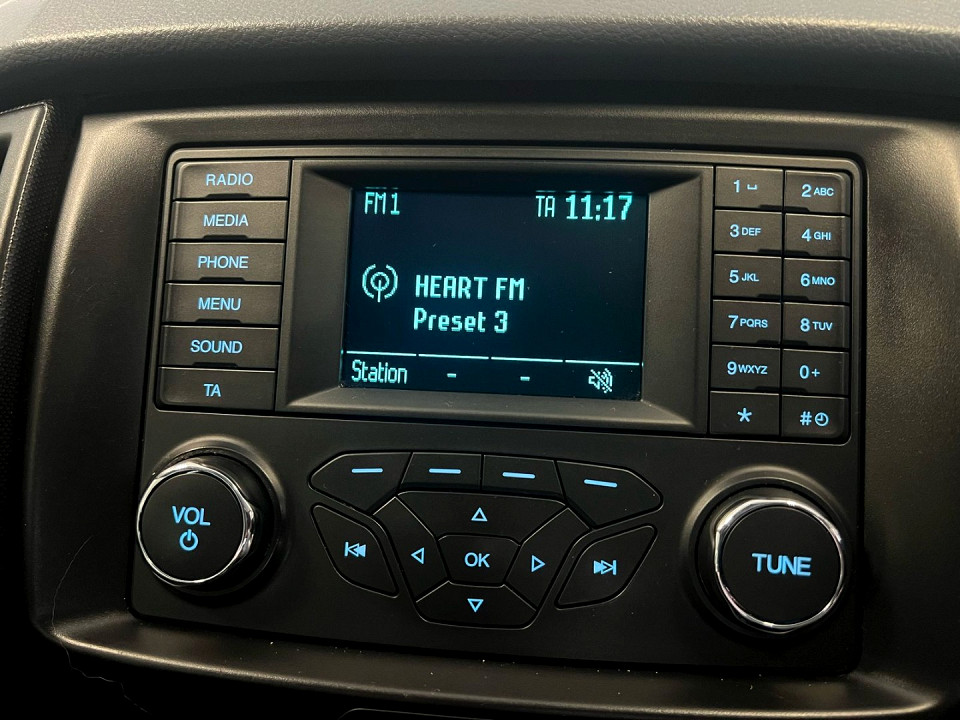 RADIO
MEDIA
PHONE
MENU
SOUND
TA
FM1 TA 11:17
HEART FM
Preset 3
Station - -
1 2 ABC
3 DEF 4 GHI
5 JKL 6 MNO
7 PQRS 8 TUV
9 WXYZ 0 +
* #
VOL
OK
TUNE